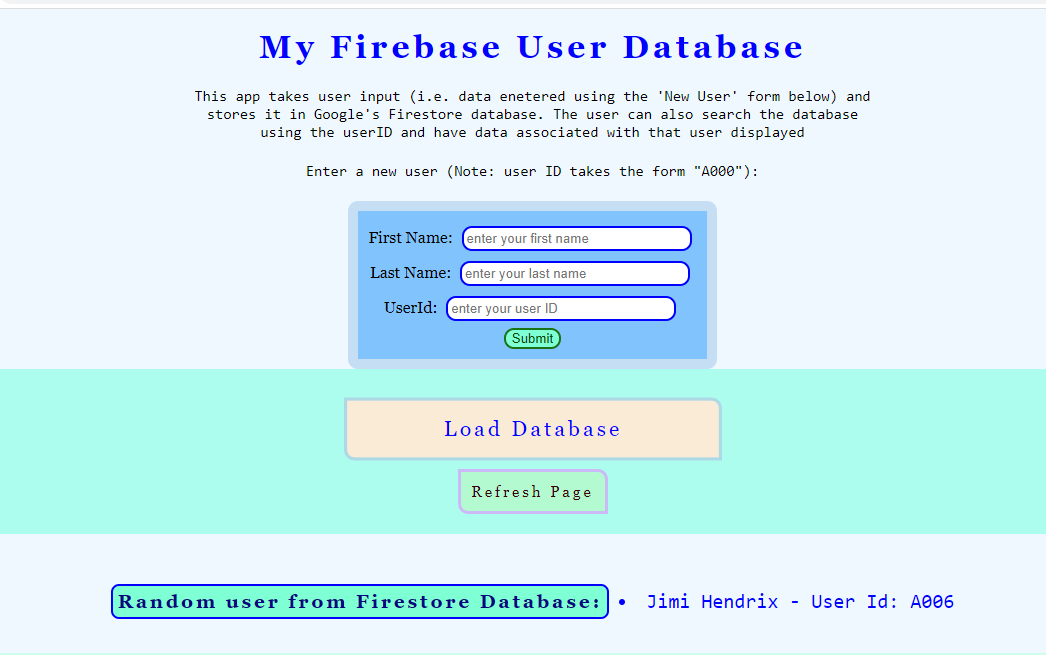 My Firebase User Database
This app takes user input (i.e. data enetered using the 'New User' form below) and
stores it in Google's Firestore database. The user can also search the database
using the userID and have data associated with that user displayed
Enter a new user (Note: user ID takes the form "A000"):
First Name: enter your first name
Last Name: enter your last name
UserId: enter your user ID
Submit
Load Database
Refresh Page
Random user from Firestore Database: • Jimi Hendrix - User Id: A006